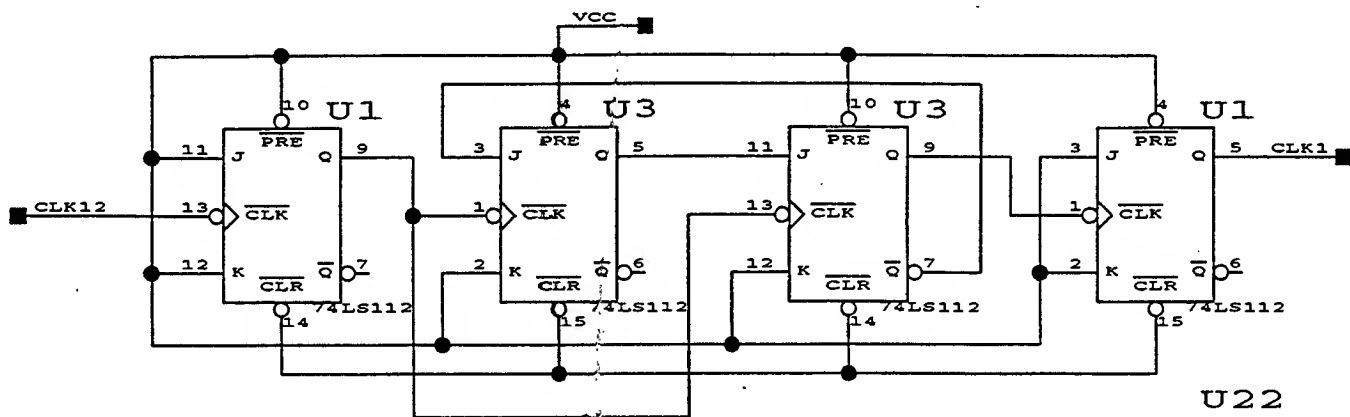 VCC
10 U1 4 U3 10 U3 4
PRE PRE PRE PRE
11 J Q 9 3 J Q 5 11 J Q 9 3 J Q 5 CLK1
CLK12 13 CLK 1 CLK 13 CLK 1 CLK
12 K Q 7 2 K Q 6 12 K Q 7 2 K Q 6
CLR CLR CLR CLR
14 74LS112 15 74LS112 14 74LS112 15 74LS112
U1
U22